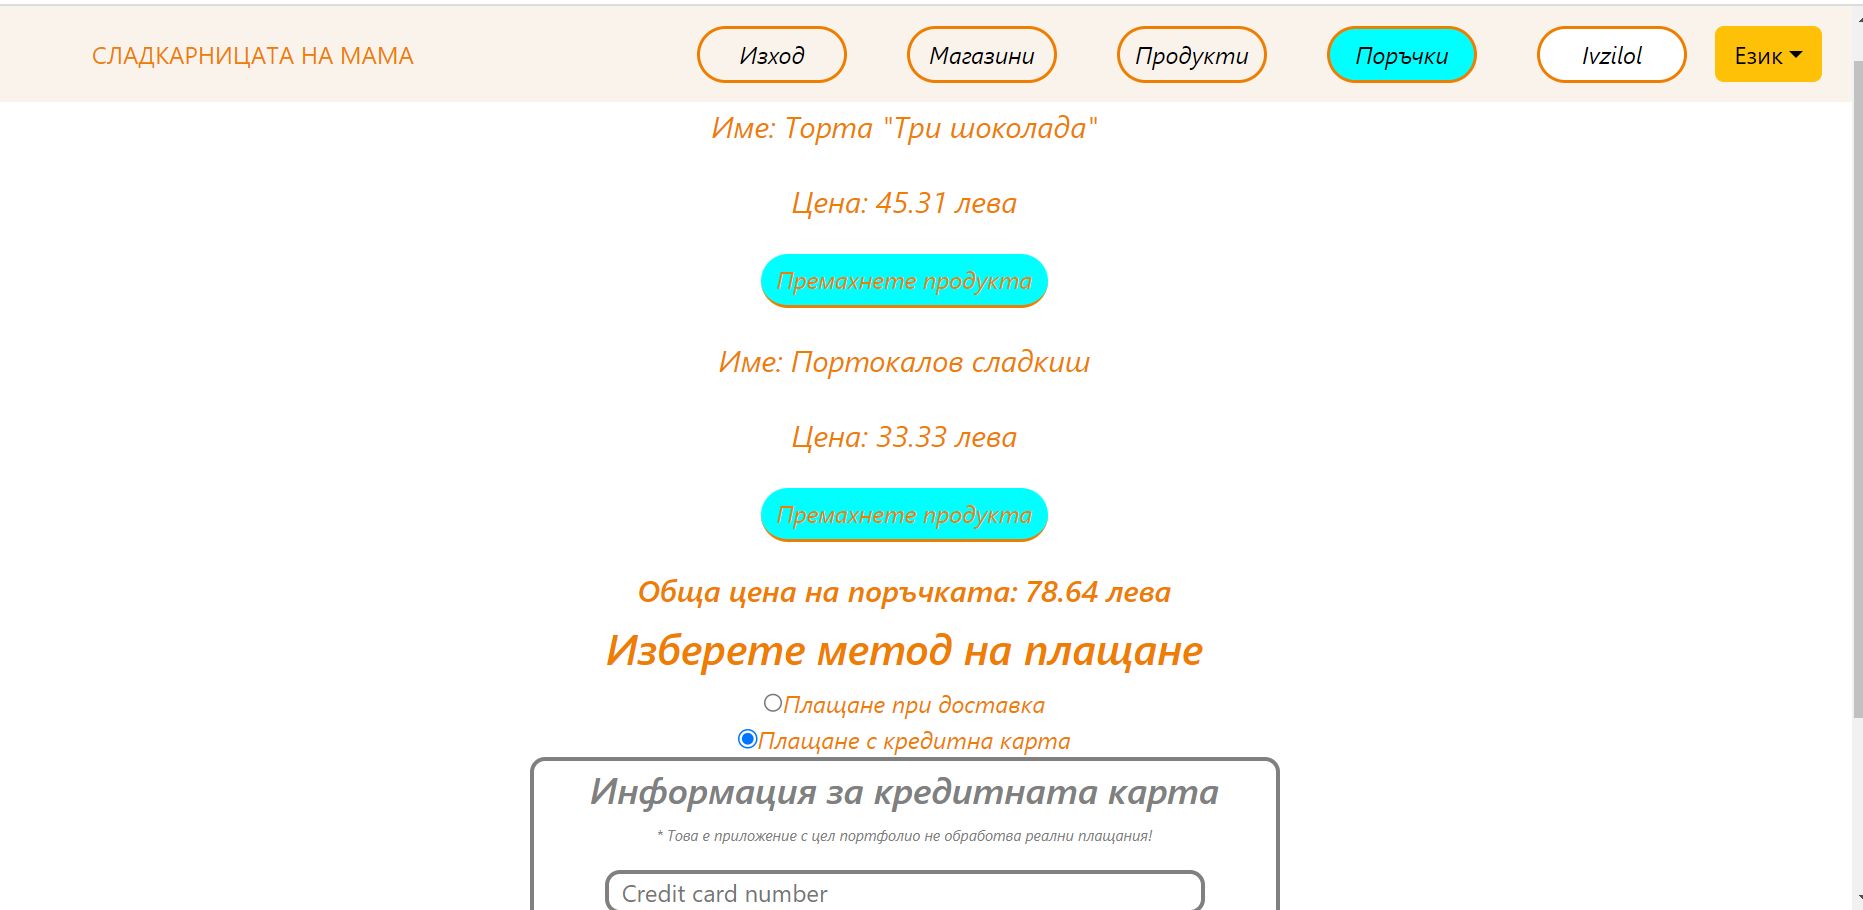 СЛАДКАРНИЦАТА НА МАМА
Изход
Магазини
Продукти
Поръчки
Ivzilol
Език
Име: Торта "Три шоколада"
Цена: 45.31 лева
Премахнете продукта
Име: Портокалов сладкиш
Цена: 33.33 лева
Премахнете продукта
Обща цена на поръчката: 78.64 лева
Изберете метод на плащане
Плащане при доставка
Плащане с кредитна карта
Информация за кредитната карта
* Това е приложение с цел портфолио не обработва реални плащания!
Credit card number